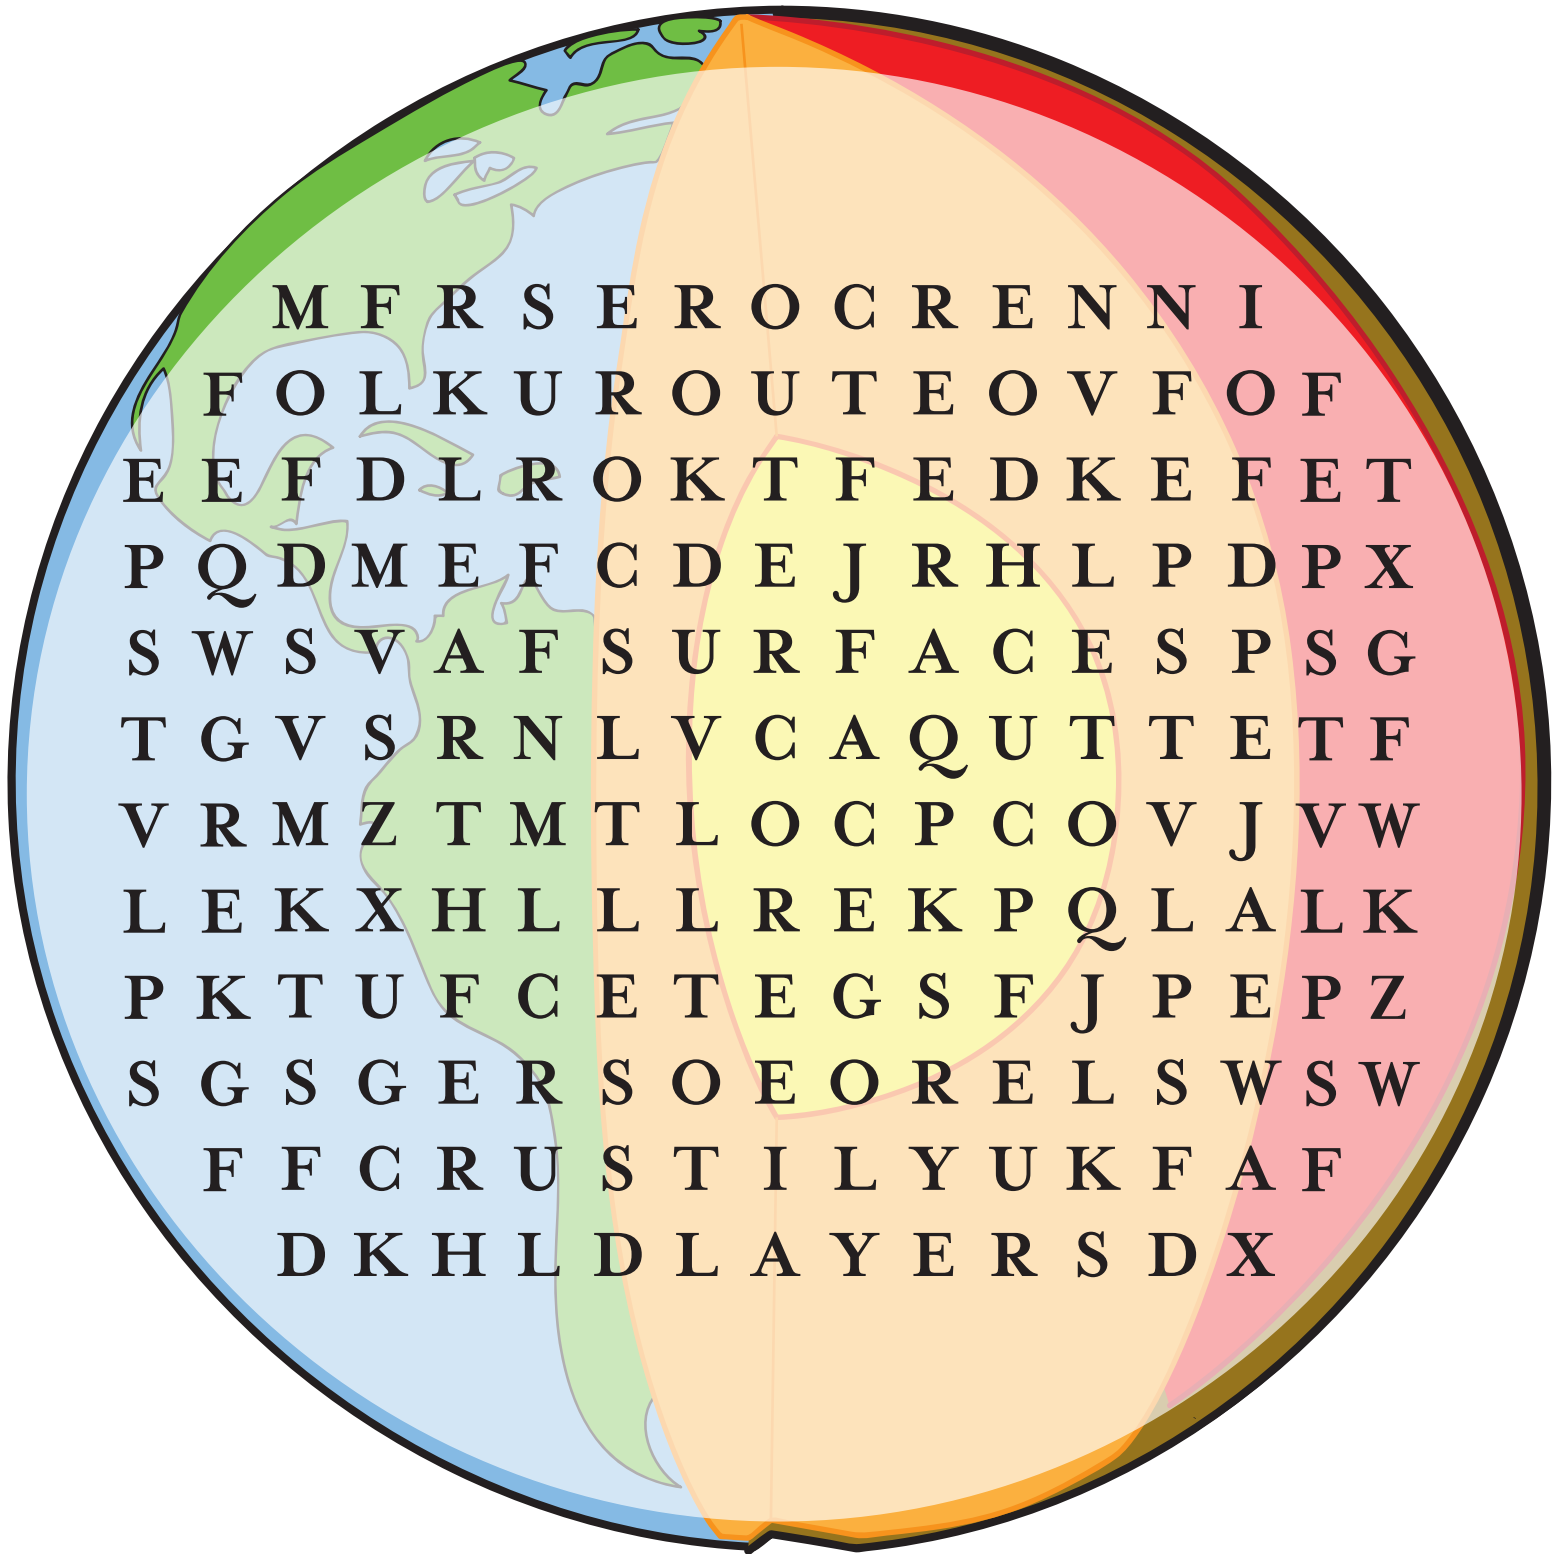 M F R S E R O C R E N N I
F O L K U R O U T E O V F O F
E E F D L R O K T F E D K E F E T
P Q D M E F C D E J R H L P D P X
S W S V A F S U R F A C E S P S G
T G V S R N L V C A Q U T T E T F
V R M Z T M T L O C P C O V J V W
L E K X H L L L R E K P Q L A L K
P K T U F C E T E G S F J P E P Z
S G S G E R S O E O R E L S W S W
F F C R U S T I L Y U K F A F
D K H L D L A Y E R S D X